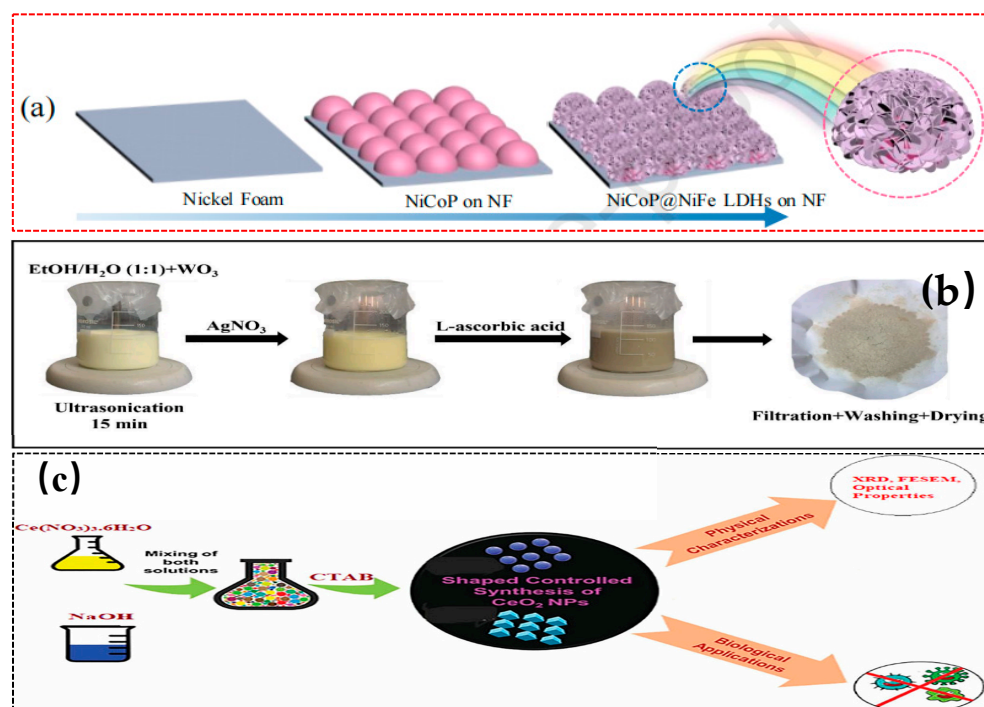 (a)
Nickel Foam
NiCoP on NF
NiCoP@NiFe LDHs on NF
(b)
EtOH/H₂O (1:1)+WO₃
AgNO₃
L-ascorbic acid
Ultrasonication
15 min
Filtration+Washing+Drying
(c)
Ce(NO₃)₃.6H₂O
Mixing of
both
solutions
NaOH
CTAB
Shaped Controlled
Synthesis of
CeO₂ NPs
Physical
Characterizations
XRD, FESEM,
Optical
Properties
Biological
Applications